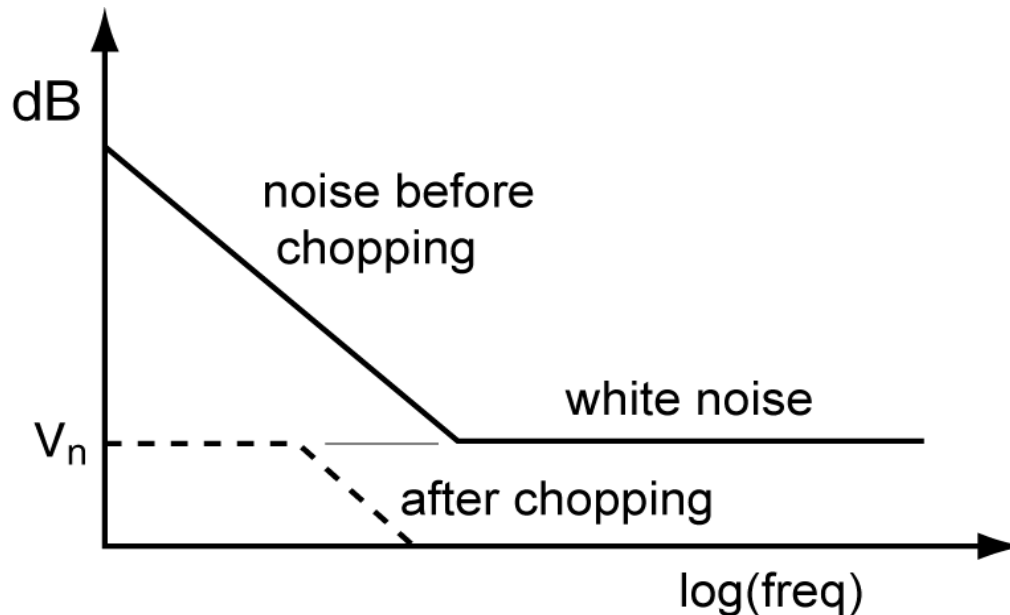 dB
noise before
chopping
white noise
Vn
after chopping
log(freq)